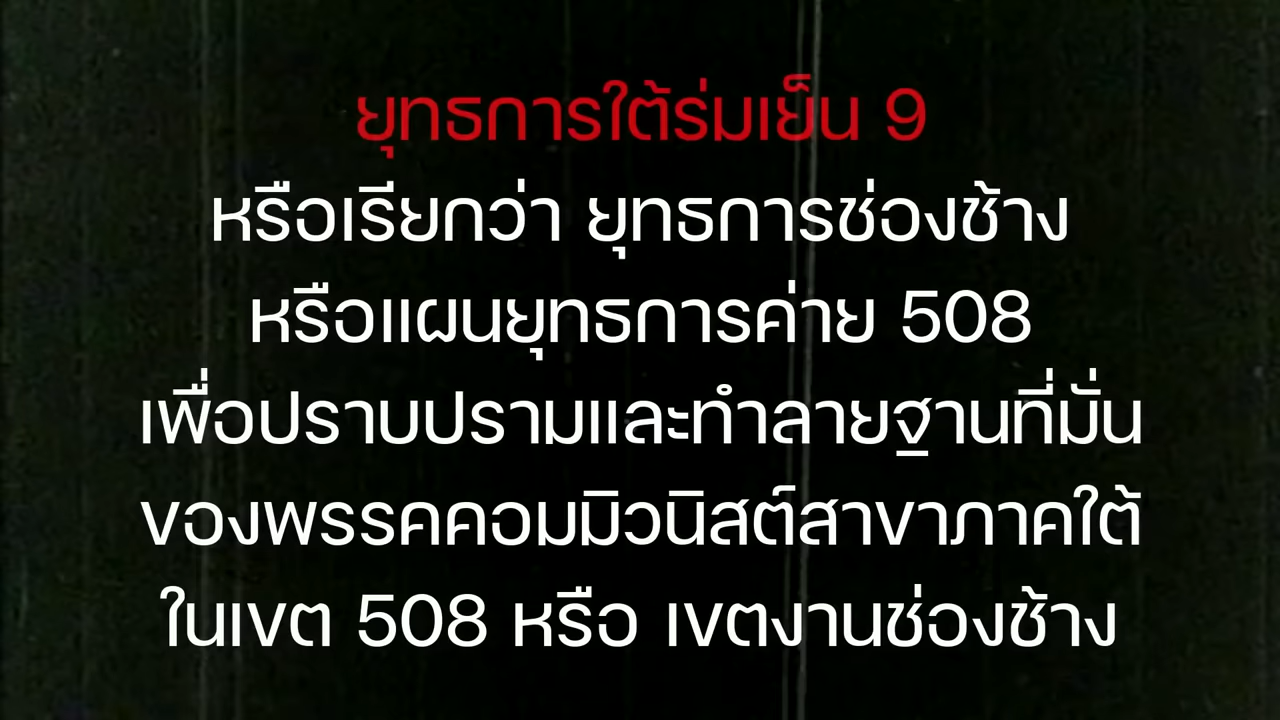 ยุทธการใต้ร่มเย็น 9
หรือเรียกว่า ยุทธการช่องช้าง
หรือแผนยุทธการค่าย 508
เพื่อปราบปรามและทำลายฐานที่มั่น
ของพรรคคอมมิวนิสต์สาขาภาคใต้
ในเขต 508 หรือ เขตงานช่องช้าง